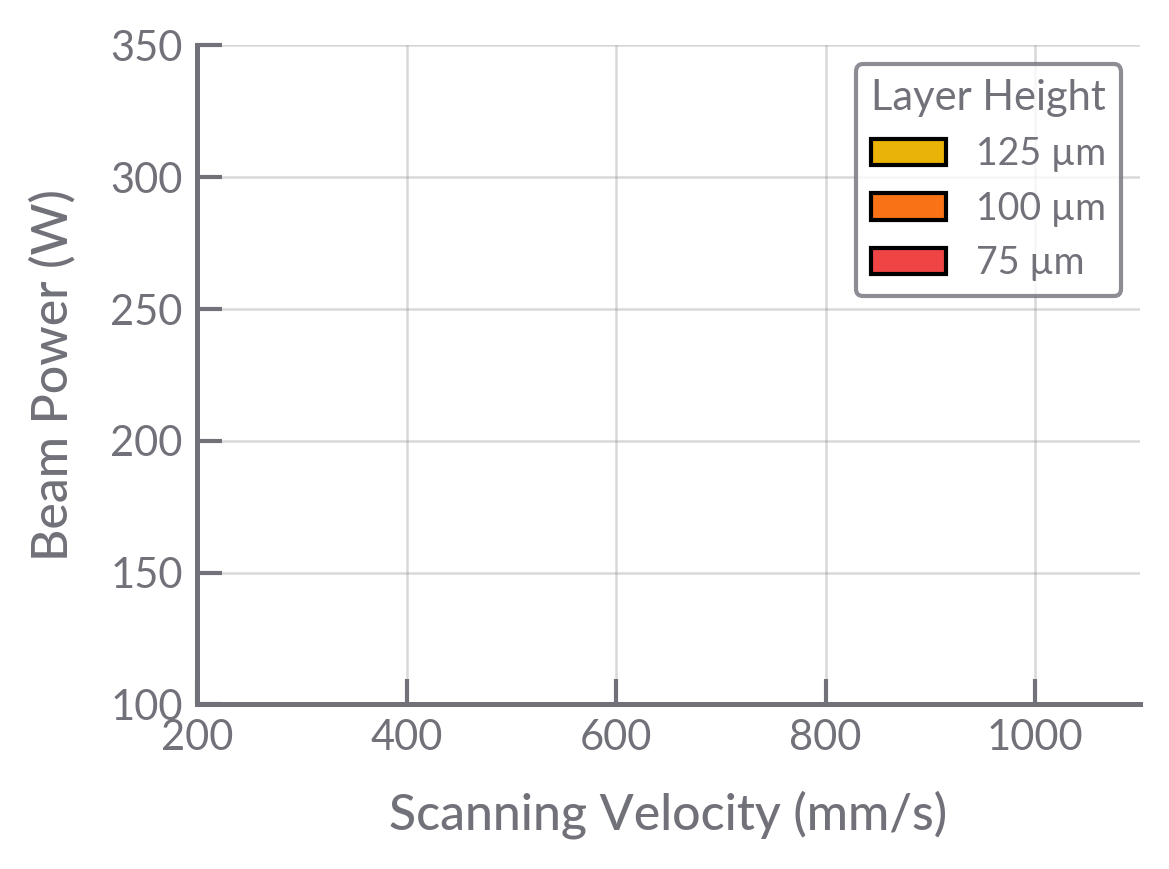 350
300
250
200
150
100
Beam Power (W)
Layer Height
125 µm
100 µm
75 µm
200 400 600 800 1000
Scanning Velocity (mm/s)